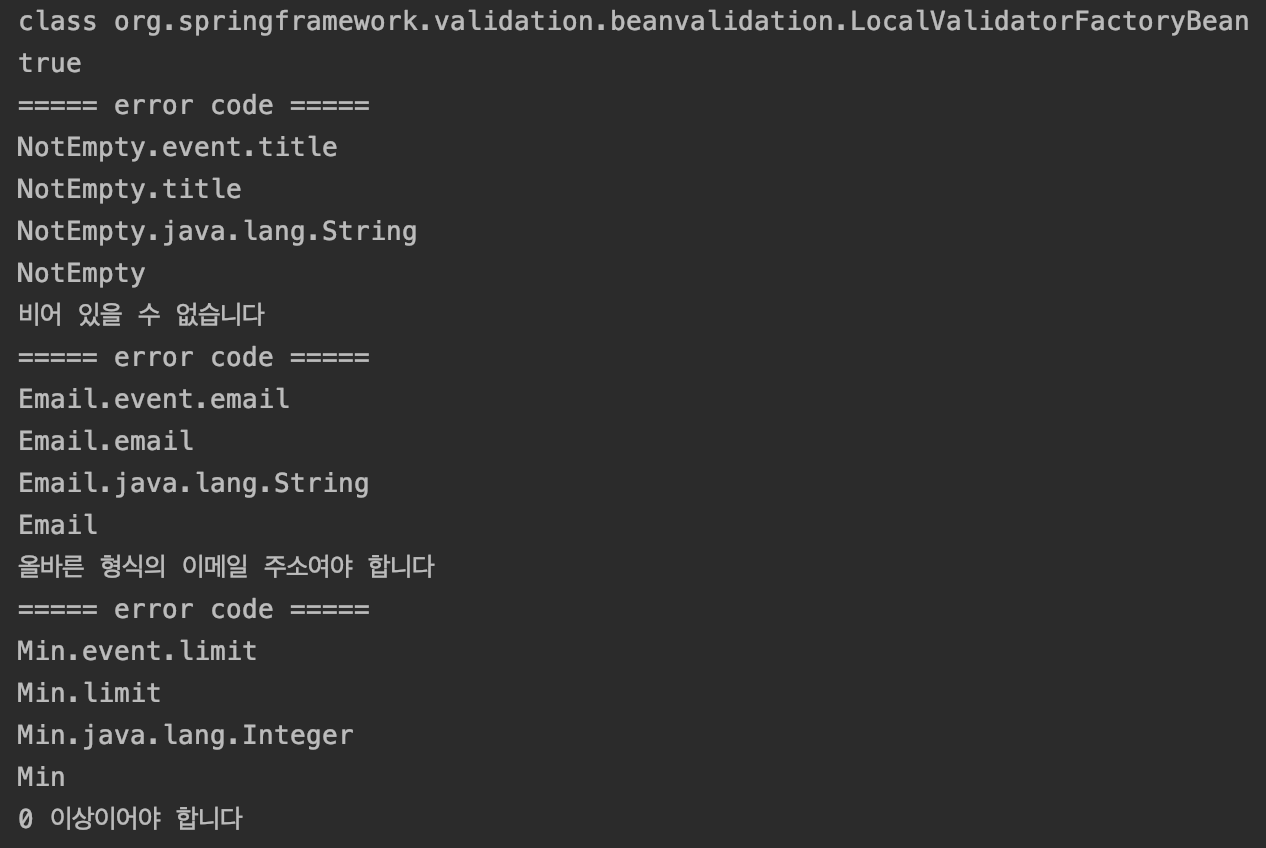 class org.springframework.validation.beanvalidation.LocalValidatorFactoryBean
true
===== error code =====
NotEmpty.event.title
NotEmpty.title
NotEmpty.java.lang.String
NotEmpty
비어 있을 수 없습니다
===== error code =====
Email.event.email
Email.email
Email.java.lang.String
Email
올바른 형식의 이메일 주소여야 합니다
===== error code =====
Min.event.limit
Min.limit
Min.java.lang.Integer
Min
0 이상이어야 합니다